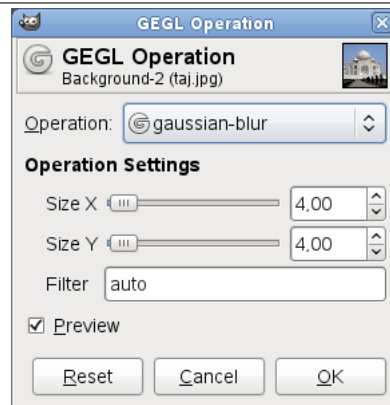 GEGL Operation
GEGL Operation
Background-2 (taj.jpg)
Operation: gaussian-blur
Operation Settings
Size X 4,00
Size Y 4,00
Filter auto
Preview
Reset Cancel OK